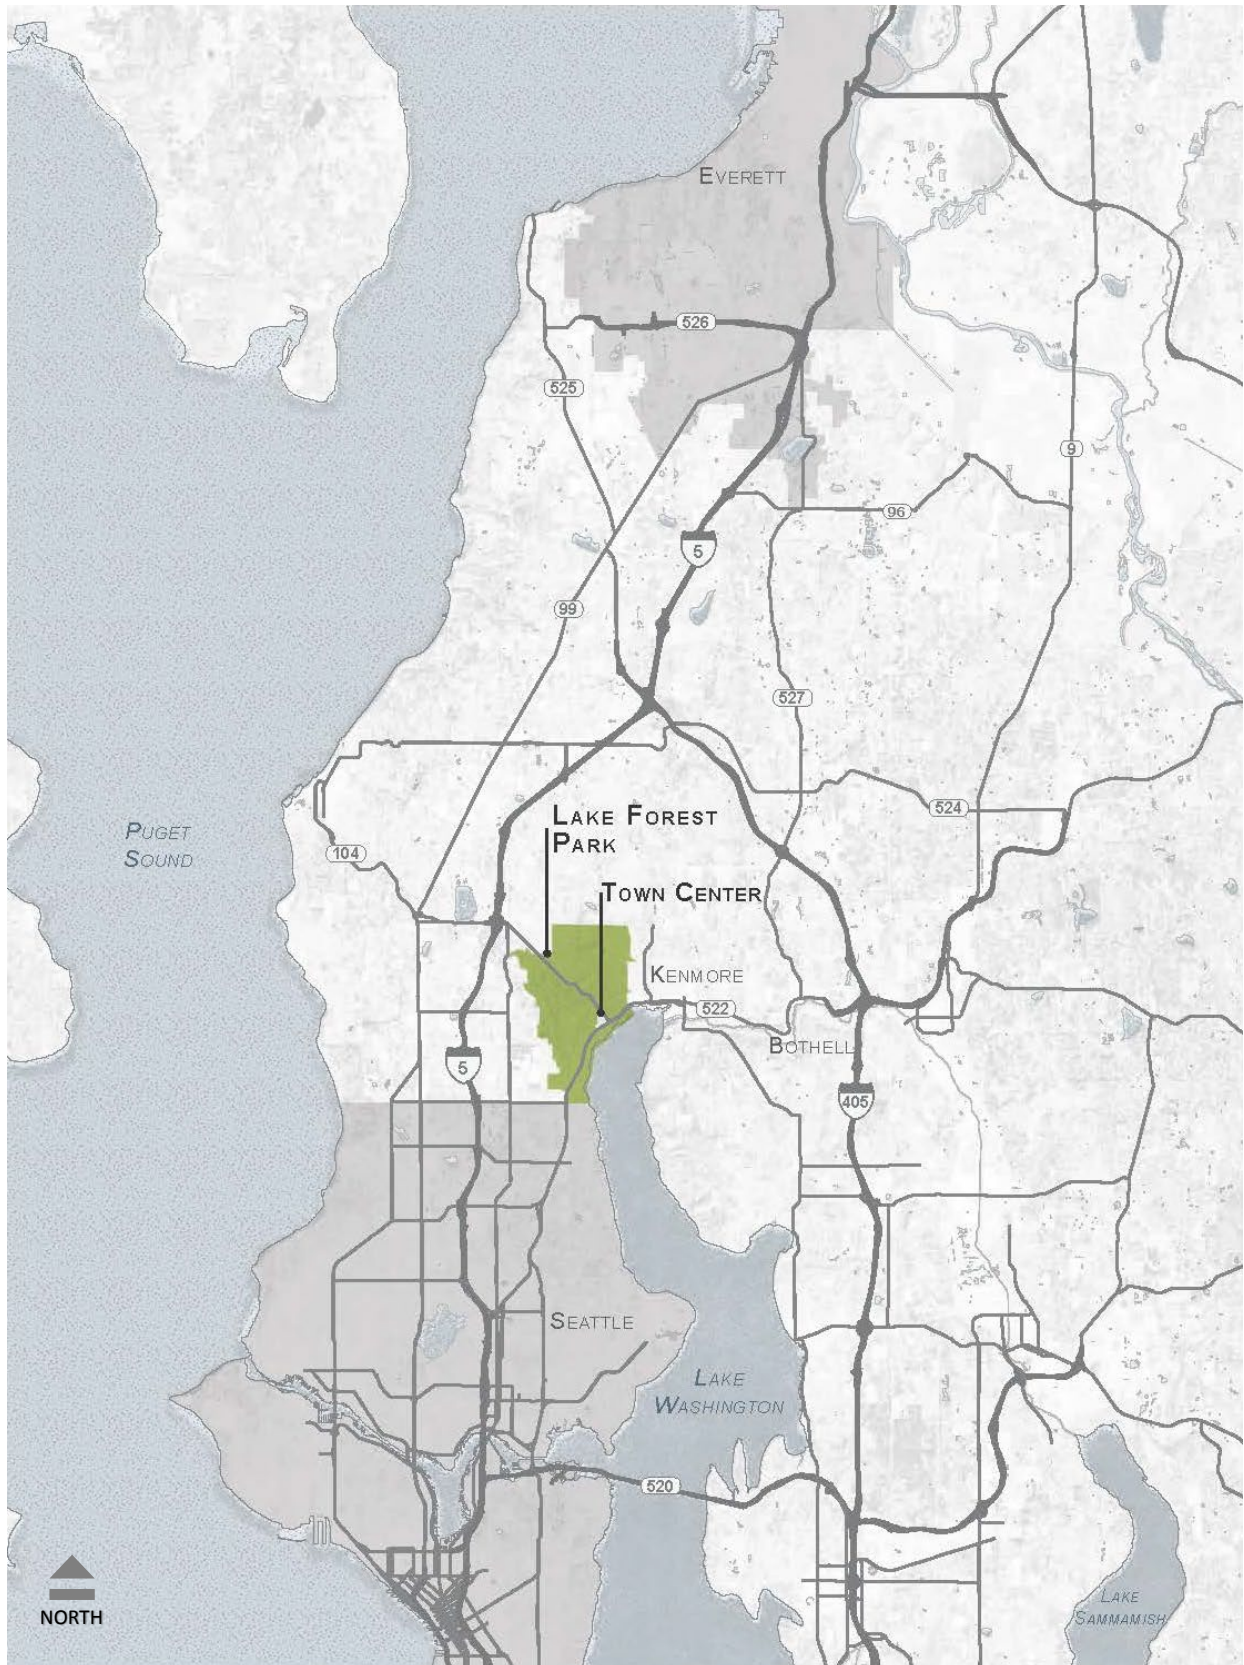 EVERETT
526
525
9
96
5
99
527
524
LAKE FOREST
PARK
PUGET
SOUND
104
TOWN CENTER
KENMORE
522
BOTHELL
5
405
SEATTLE
LAKE
WASHINGTON
520
NORTH
LAKE
SAMMAMISH